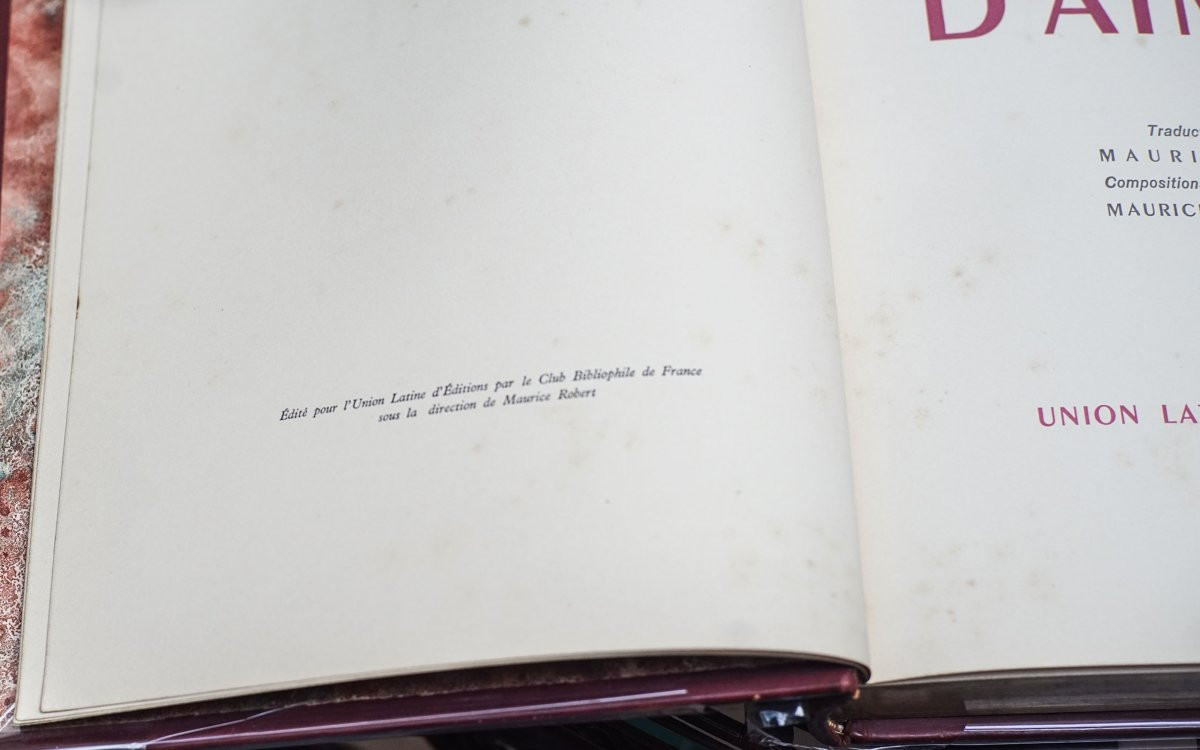 Édité pour l'Union Latine d'Éditions par le Club Bibliophile de France
sous la direction de Maurice Robert
D'AI
Traduc
MAURI
Composition
MAURIC
UNION LA